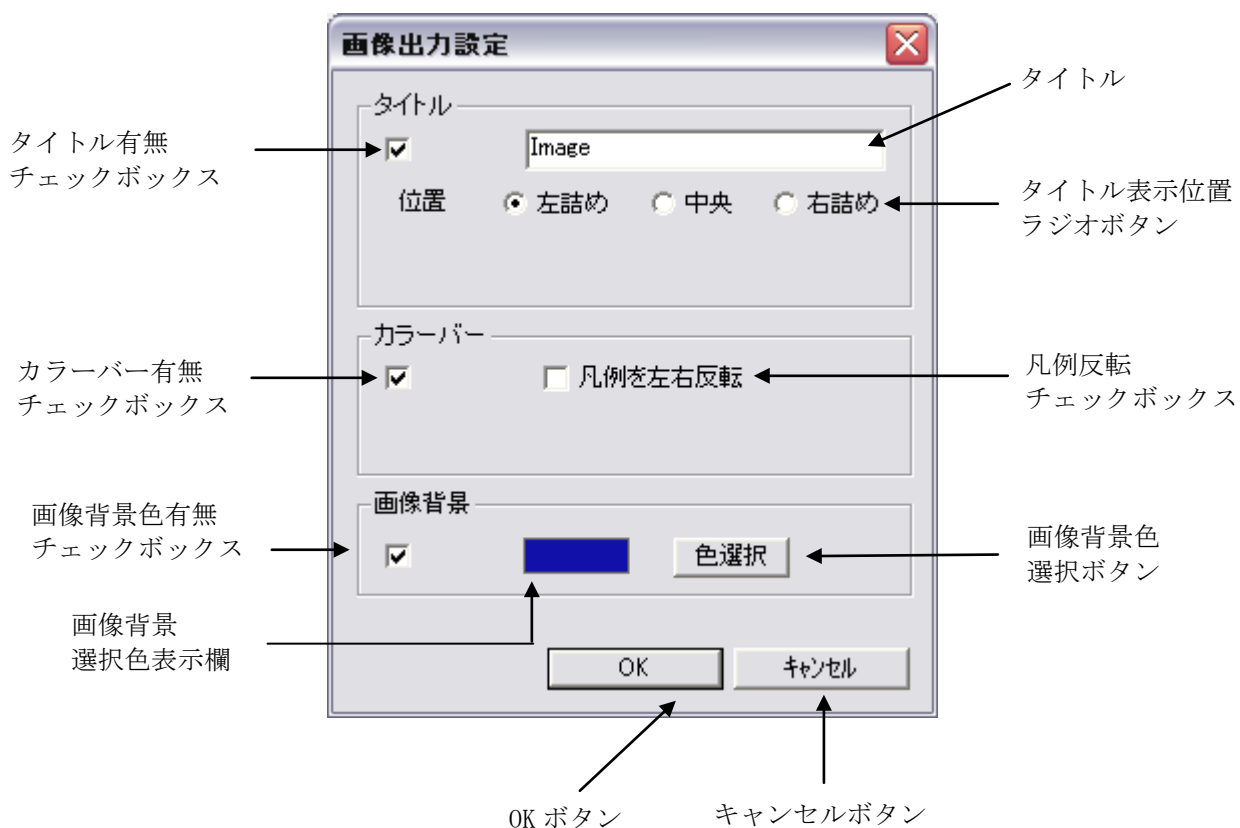 画像出力設定
タイトル
タイトル
タイトル有無
チェックボックス
Image
位置
左詰め
中央
右詰め
タイトル表示位置
ラジオボタン
カラーバー
カラーバー有無
チェックボックス
凡例を左右反転
凡例反転
チェックボックス
画像背景
画像背景色有無
チェックボックス
色選択
画像背景色
選択ボタン
画像背景
選択色表示欄
OK
キャンセル
OK ボタン
キャンセルボタン